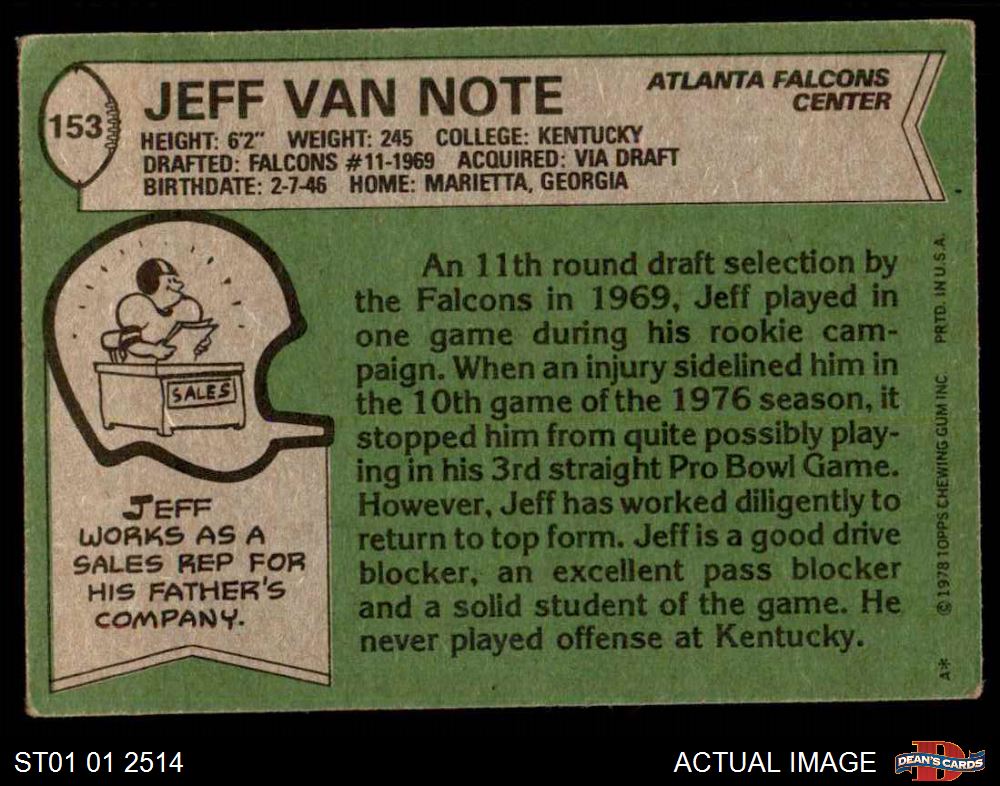 153
JEFF VAN NOTE
ATLANTA FALCONS
CENTER
HEIGHT: 6'2" WEIGHT: 245 COLLEGE: KENTUCKY
DRAFTED: FALCONS #11-1969 ACQUIRED: VIA DRAFT
BIRTHDATE: 2-7-46 HOME: MARIETTA, GEORGIA
SALES
JEFF
WORKS AS A
SALES REP FOR
HIS FATHER'S
COMPANY.
An 11th round draft selection by
the Falcons in 1969, Jeff played in
one game during his rookie cam-
paign. When an injury sidelined him in
the 10th game of the 1976 season, it
stopped him from quite possibly play-
ing in his 3rd straight Pro Bowl Game.
However, Jeff has worked diligently to
return to top form. Jeff is a good drive
blocker, an excellent pass blocker
and a solid student of the game. He
never played offense at Kentucky.
A* © 1978 TOPPS CHEWING GUM INC. PRTD. IN U.S.A.
ST01 01 2514
ACTUAL IMAGE
D
DEAN'S CARDS